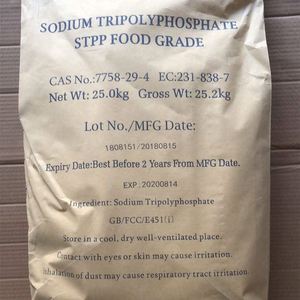 SODIUM TRIPOLYPHOSPHATE
STPP FOOD GRADE
CAS No.:7758-29-4 EC:231-838-7
Net Wt: 25.0kg Gross Wt: 25.2kg
Lot No./MFG Date:
1808151/20180815
Expiry Date:Best Before 2 Years From MFG Date.
EXP:20200814
Ingredient: Sodium Tripolyphosphate
GB/FCC/E451(i)
Store in a cool, dry well-ventilated place.
Contact with eyes or skin may cause irritation.
Inhalation of dust may cause respiratory tract irritation.